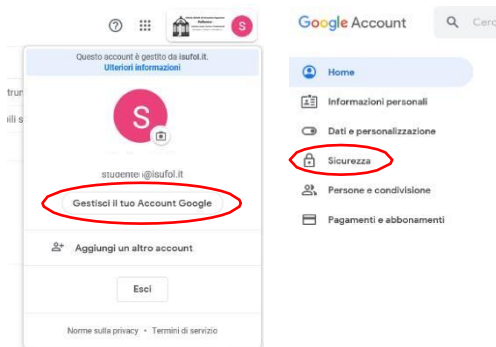 S
Questo account è gestito da isufol.it.
Ulteriori informazioni
S
@isufol.it
Gestisci il tuo Account Google
Aggiungi un altro account
Esci
Norme sulla privacy • Termini di servizio
Google Account
Cerc
Home
Informazioni personali
Dati e personalizzazione
Sicurezza
Persone e condivisione
Pagamenti e abbonamenti